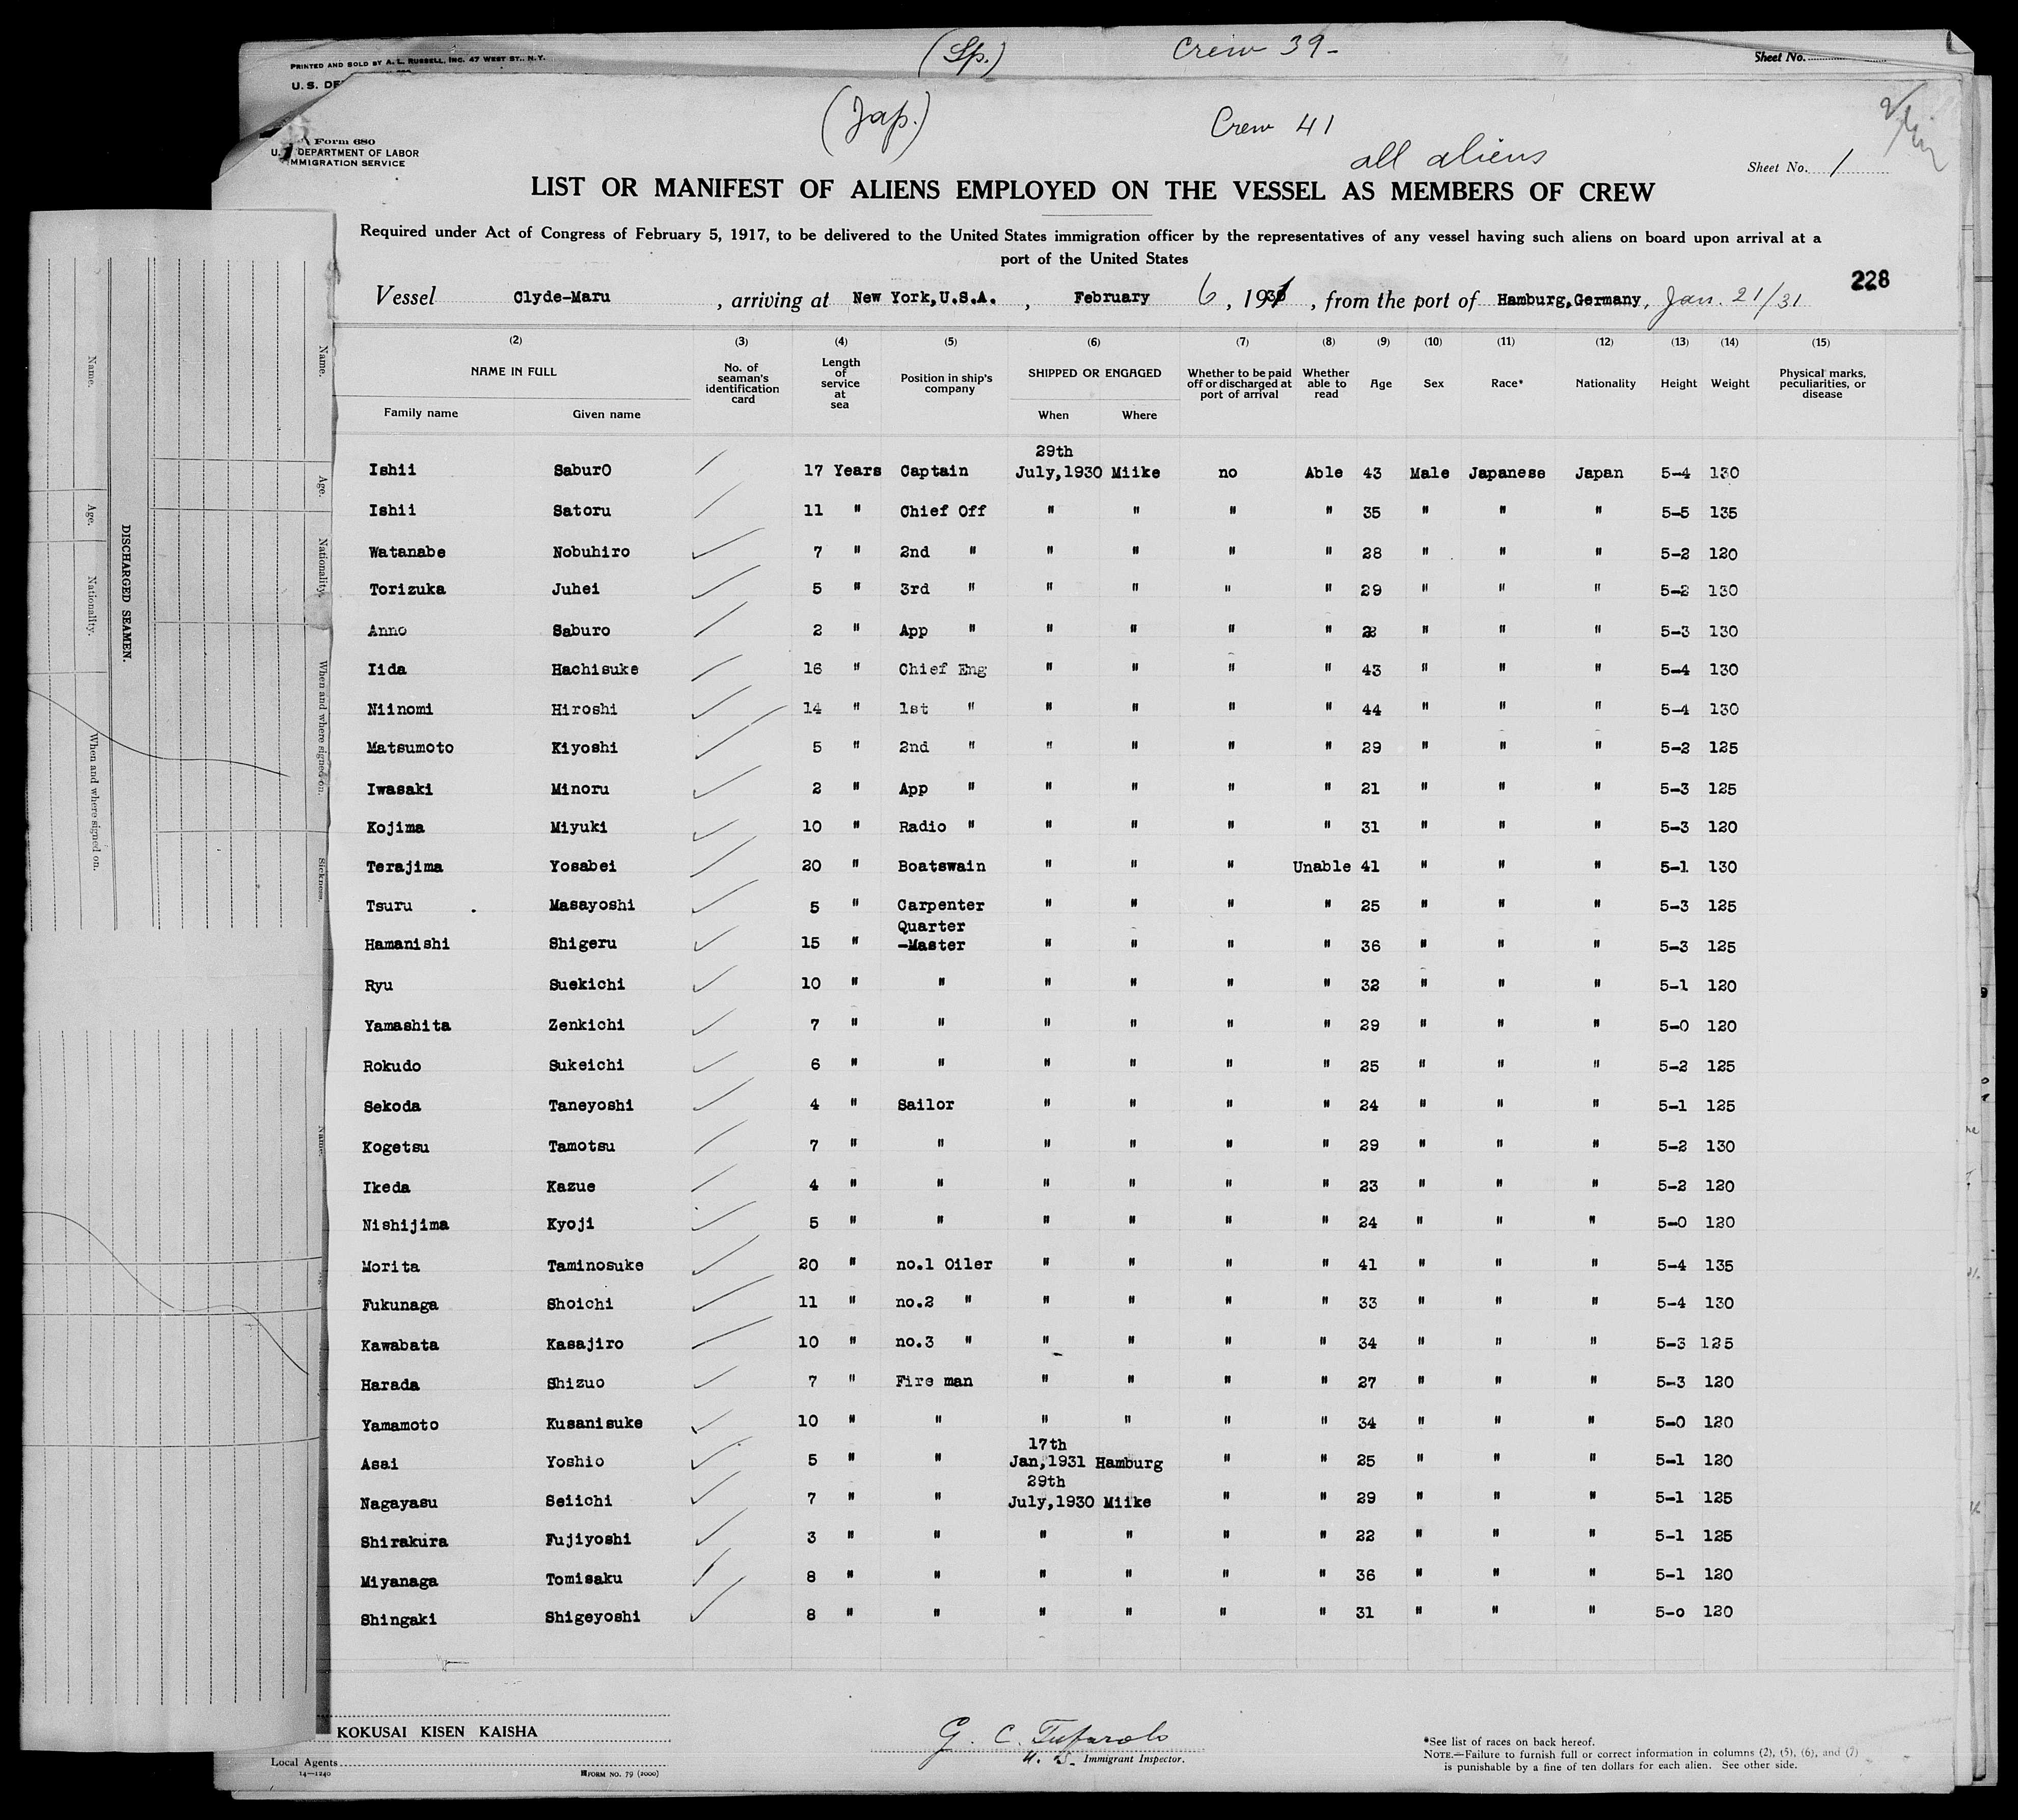 (Sp.) Crew 39-
PRINTED AND SOLD BY A. L. RUSSELL, INC. 47 WEST ST., N.Y. Sheet No.
U. S. DE
(Jap.) Crew 41
all aliens
Form 680
U. S. DEPARTMENT OF LABOR
IMMIGRATION SERVICE
Sheet No. 1
LIST OR MANIFEST OF ALIENS EMPLOYED ON THE VESSEL AS MEMBERS OF CREW
Required under Act of Congress of February 5, 1917, to be delivered to the United States immigration officer by the representatives of any vessel having such aliens on board upon arrival at a
port of the United States
228
Vessel Clyde-Maru , arriving at New York,U.S.A. , February 6 , 1931 , from the port of Hamburg,Germany, Jan. 21/31
(2) (3) (4) (5) (6) (7) (8) (9) (10) (11) (12) (13) (14) (15)
NAME IN FULL No. of seaman's identification card Length of service at sea Position in ship's company SHIPPED OR ENGAGED Whether to be paid off or discharged at port of arrival Whether able to read Age Sex Race* Nationality Height Weight Physical marks, peculiarities, or disease
Family name Given name When Where
29th
Ishii SaburO 17 Years Captain July,1930 Miike no Able 43 Male Japanese Japan 5-4 130
Ishii Satoru 11 " Chief Off " " " " 35 " " " 5-5 135
Watanabe Nobuhiro 7 " 2nd " " " " " 28 " " " 5-2 120
Torizuka Juhei 5 " 3rd " " " " " 29 " " " 5-2 130
Anno Saburo 2 " App " " " " " " " " 5-3 130
Iida Hachisuke 16 " Chief Eng " " " " 43 " " " 5-4 130
Niinomi Hiroshi 14 " 1st " " " " " 44 " " " 5-4 130
Matsumoto Kiyoshi 5 " 2nd " " " " " 29 " " " 5-2 125
Iwasaki Minoru 2 " App " " " " " 21 " " " 5-3 125
Kojima Miyuki 10 " Radio " " " " " 31 " " " 5-3 120
Terajima Yosabei 20 " Boatswain " " " Unable 41 " " " 5-1 130
Tsuru Masayoshi 5 " Carpenter " " " " 25 " " " 5-3 125
Quarter
Hamanishi Shigeru 15 " -Master " " " " 36 " " " 5-3 125
Ryu Suekichi 10 " " " " " " 32 " " " 5-1 120
Yamashita Zenkichi 7 " " " " " " 29 " " " 5-0 120
Rokudo Sukeichi 6 " " " " " " 25 " " " 5-2 125
Sekoda Taneyoshi 4 " Sailor " " " " 24 " " " 5-1 125
Kogetsu Tamotsu 7 " " " " " " 29 " " " 5-2 130
Ikeda Kazue 4 " " " " " " 23 " " " 5-2 120
Nishijima Kyoji 5 " " " " " " 24 " " " 5-0 120
Morita Taminosuke 20 " no.1 Oiler " " " " 41 " " " 5-4 135
Fukunaga Shoichi 11 " no.2 " " " " " 33 " " " 5-4 130
Kawabata Kasajiro 10 " no.3 " " " " " 34 " " " 5-3 125
Harada Shizuo 7 " Fire man " " " " 27 " " " 5-3 120
Yamamoto Kusanisuke 10 " " " " " " 34 " " " 5-0 120
17th
Asai Yoshio 5 " " Jan,1931 Hamburg " " 25 " " " 5-1 120
29th
Nagayasu Seiichi 7 " " July,1930 Miike " " 29 " " " 5-1 125
Shirakura Fujiyoshi 3 " " " " " " 22 " " " 5-1 125
Miyanaga Tomisaku 8 " " " " " " 36 " " " 5-1 120
Shingaki Shigeyoshi 8 " " " " " " 31 " " " 5-0 120
KOKUSAI KISEN KAISHA
Local Agents
14—1240
FORM NO. 79 (2000)
G. C.
U. S. Immigrant Inspector.
*See list of races on back hereof.
NOTE.—Failure to furnish full or correct information in columns (2), (5), (6), and (7)
is punishable by a fine of ten dollars for each alien. See other side.
DISCHARGED SEAMEN.
Name. Age. Nationality. When and where signed on.
Name. Age. Nationality. When and where signed on. Sickness.
Name.